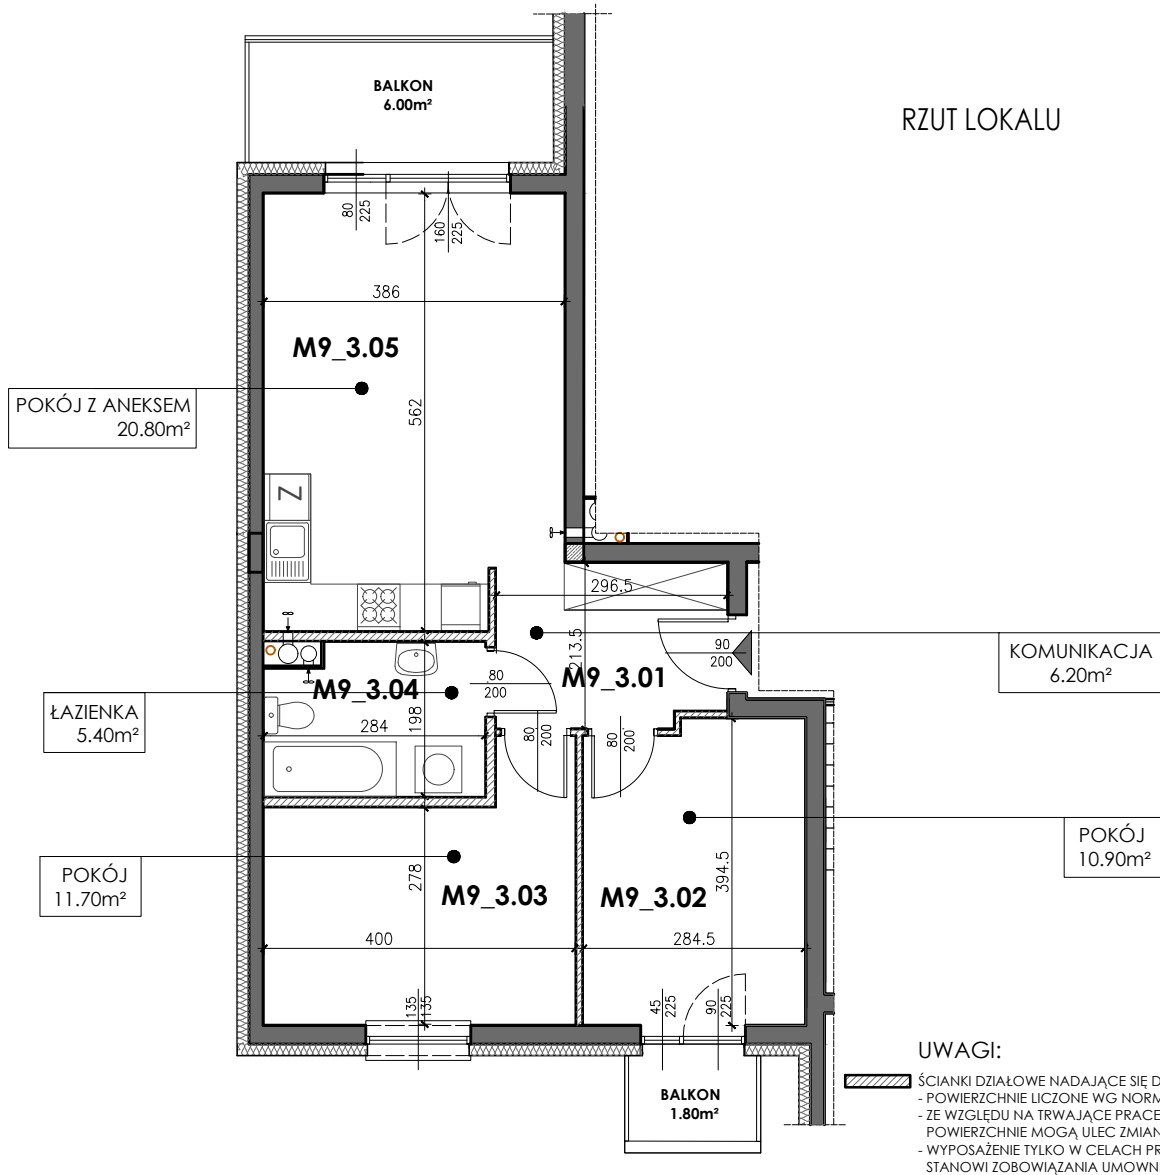 BALKON
6.00m²
RZUT LOKALU
80
225
160
225
386
M9_3.05
POKÓJ Z ANEKSEM
20.80m²
562
Z
296.5
213.5
90
200
KOMUNIKACJA
6.20m²
M9_3.01
M9_3.04
80
200
ŁAZIENKA
5.40m²
198
284
80
200
80
200
POKÓJ
10.90m²
POKÓJ
11.70m²
278
M9_3.03
M9_3.02
394.5
400
284.5
135
135
45
225
90
225
UWAGI:
BALKON
1.80m²
ŚCIANKI DZIAŁOWE NADAJĄCE SIĘ D
- POWIERZCHNIE LICZONE WG NORM
- ZE WZGLĘDU NA TRWAJĄCE PRACE
POWIERZCHNIE MOGĄ ULEC ZMIAN
- WYPOSAŻENIE TYLKO W CELACH PR
STANOWI ZOBOWIĄZANIA UMOWN